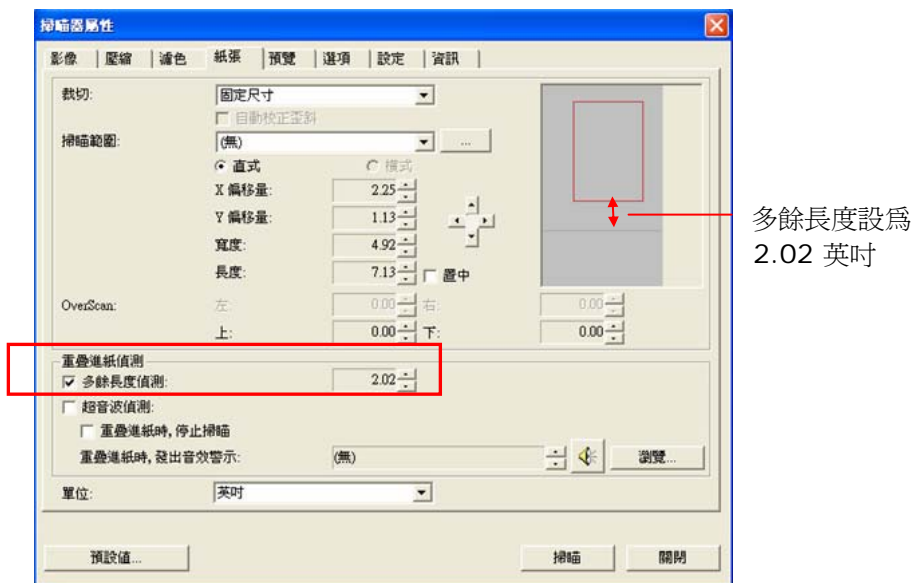 掃瞄器屬性
影像 壓縮 濾色 紙張 預覽 選項 設定 資訊
裁切: 固定尺寸
自動校正歪斜
掃瞄範圍: (無) ...
直式 橫式
X 偏移量: 2.25
Y 偏移量: 1.13
寬度: 4.92
長度: 7.13 置中
OverScan: 左: 0.00 右: 0.00
上: 0.00 下: 0.00
重疊進紙偵測
多餘長度偵測: 2.02
超音波偵測:
重疊進紙時, 停止掃瞄
重疊進紙時, 發出音效警示: (無) 瀏覽...
單位: 英吋
預設值... 掃瞄 關閉
多餘長度設爲
2.02 英吋